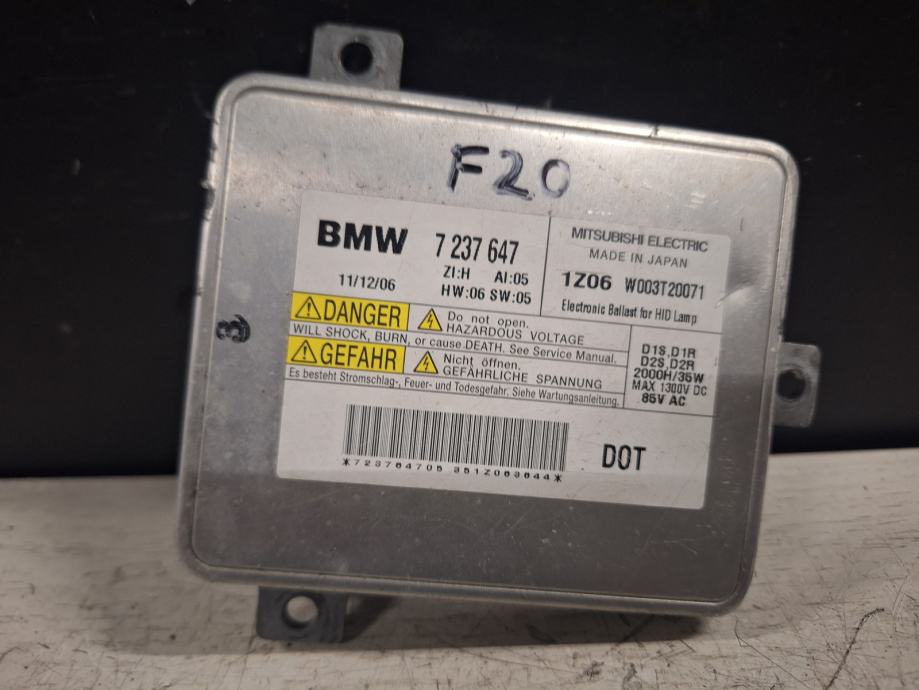 F20
BMW 7 237 647
ZI:H AI:05
11/12/06 HW:06 SW:05
MITSUBISHI ELECTRIC
MADE IN JAPAN
1Z06 W003T20071
Electronic Ballast for HID Lamp
DANGER Do not open.
HAZARDOUS VOLTAGE
WILL SHOCK, BURN, or cause DEATH. See Service Manual.
GEFAHR Nicht öffnen.
GEFÄHRLICHE SPANNUNG
Es besteht Stromschlag-, Feuer- und Todesgefahr. Siehe Wartungsanleitung.
D1S,D1R
D2S,D2R
2000H/35W
MAX 1300V DC
85V AC
*723764705 351Z063644*
DOT